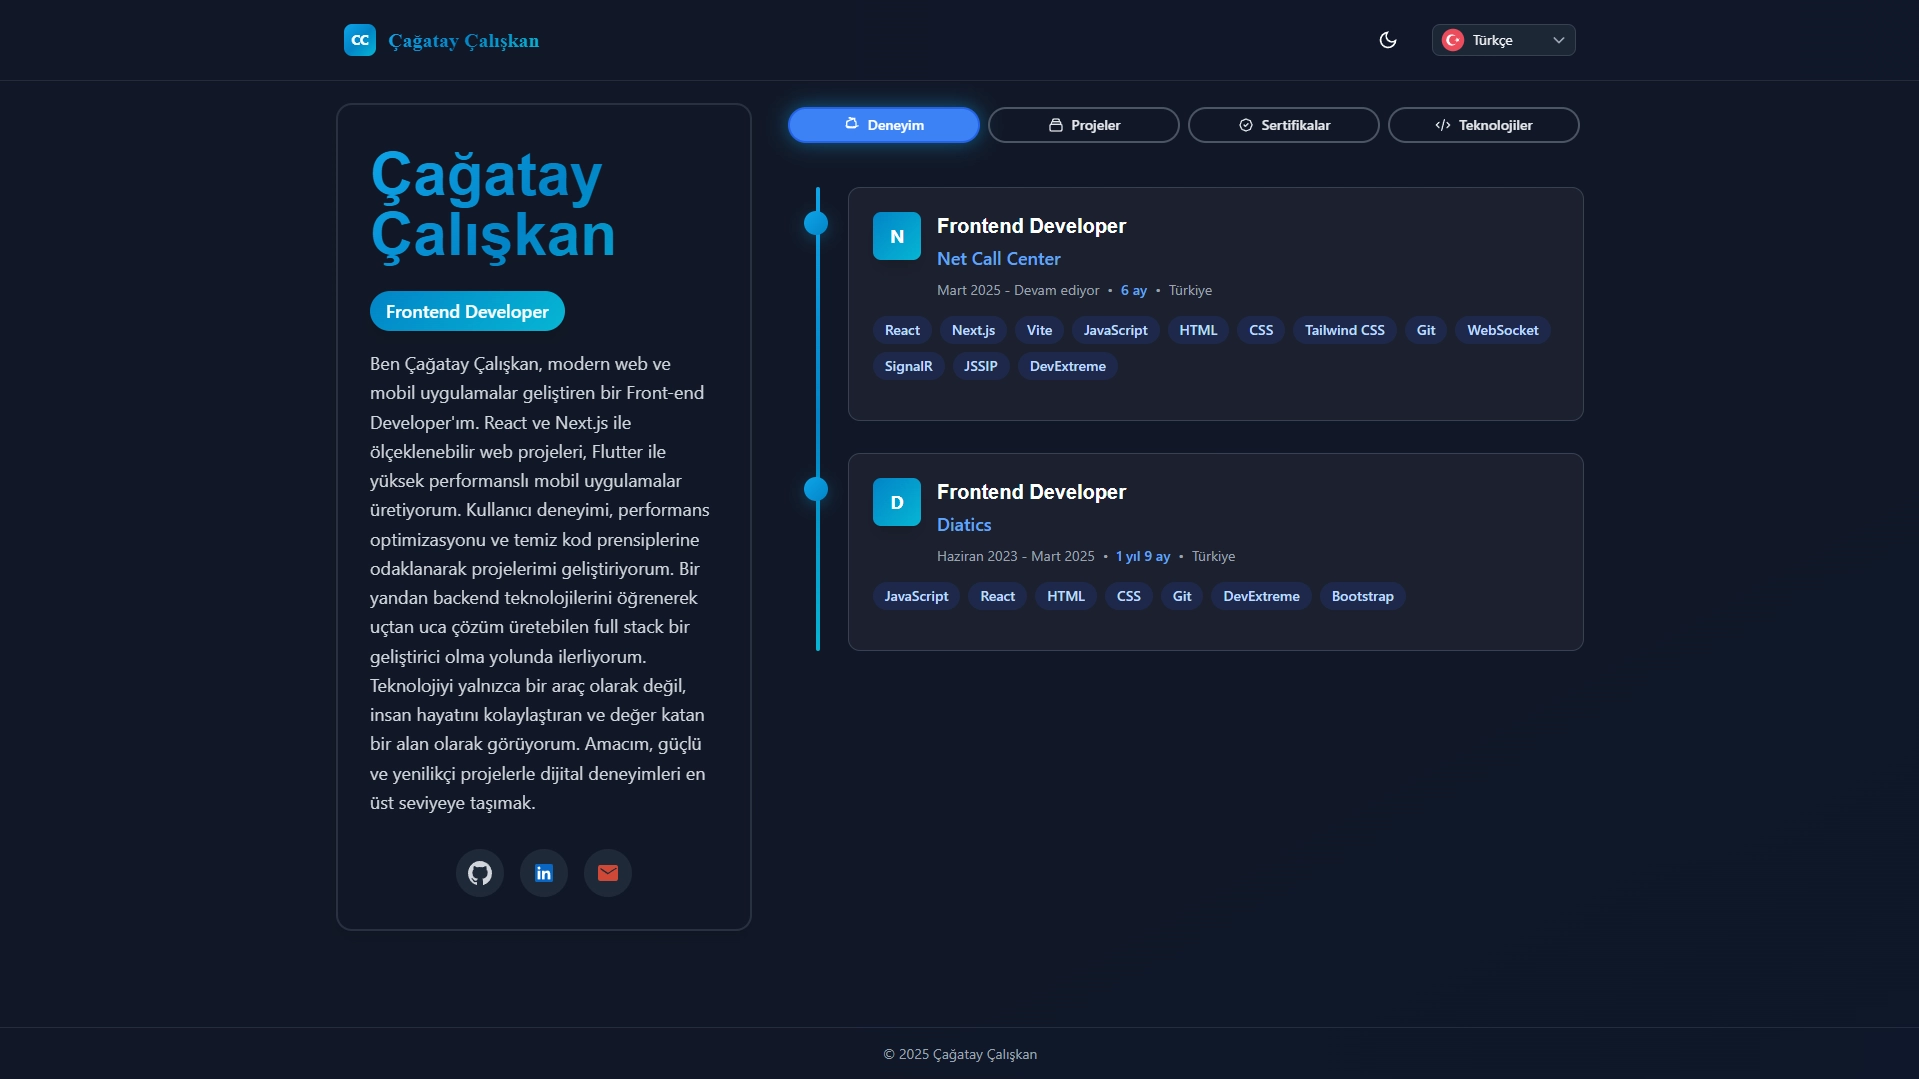 CC Çağatay Çalışkan
Türkçe
Çağatay
Çalışkan
Frontend Developer
Ben Çağatay Çalışkan, modern web ve
mobil uygulamalar geliştiren bir Front-end
Developer'ım. React ve Next.js ile
ölçeklenebilir web projeleri, Flutter ile
yüksek performanslı mobil uygulamalar
üretiyorum. Kullanıcı deneyimi, performans
optimizasyonu ve temiz kod prensiplerine
odaklanarak projelerimi geliştiriyorum. Bir
yandan backend teknolojilerini öğrenerek
uçtan uca çözüm üretebilen full stack bir
geliştirici olma yolunda ilerliyorum.
Teknolojiyi yalnızca bir araç olarak değil,
insan hayatını kolaylaştıran ve değer katan
bir alan olarak görüyorum. Amacım, güçlü
ve yenilikçi projelerle dijital deneyimleri en
üst seviyeye taşımak.
in
Deneyim Projeler Sertifikalar Teknolojiler
N
Frontend Developer
Net Call Center
Mart 2025 - Devam ediyor • 6 ay • Türkiye
React Next.js Vite JavaScript HTML CSS Tailwind CSS Git WebSocket
SignalR JSSIP DevExtreme
D
Frontend Developer
Diatics
Haziran 2023 - Mart 2025 • 1 yıl 9 ay • Türkiye
JavaScript React HTML CSS Git DevExtreme Bootstrap
© 2025 Çağatay Çalışkan